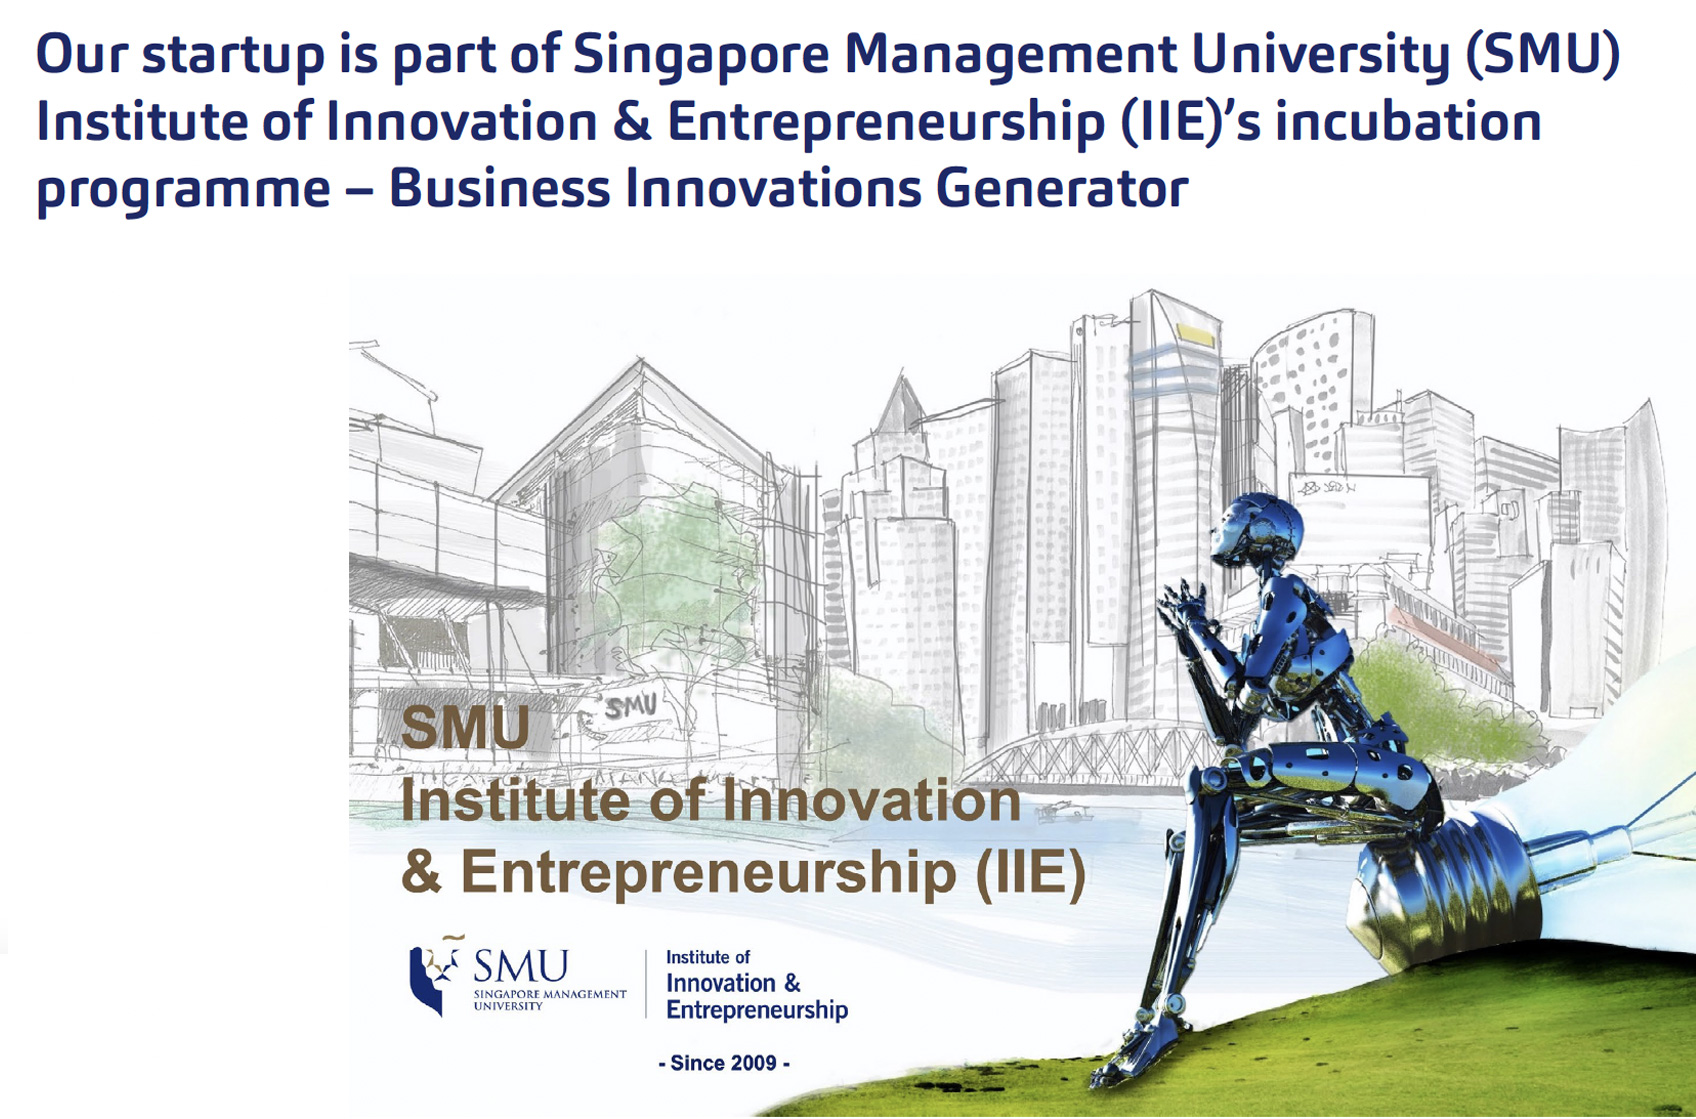 Our startup is part of Singapore Management University (SMU)
Institute of Innovation & Entrepreneurship (IIE)’s incubation
programme – Business Innovations Generator
SMU
SMU
Institute of Innovation
& Entrepreneurship (IIE)
SMU
SINGAPORE MANAGEMENT
UNIVERSITY
Institute of
Innovation &
Entrepreneurship
- Since 2009 -